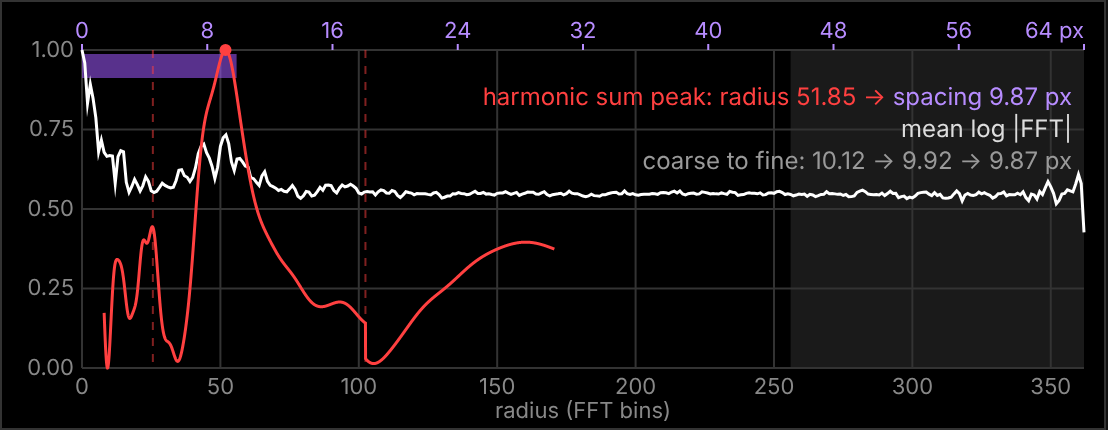 0 8 16 24 32 40 48 56 64 px
1.00
harmonic sum peak: radius 51.85 → spacing 9.87 px
0.75
mean log |FFT|
coarse to fine: 10.12 → 9.92 → 9.87 px
0.50
0.25
0.00
0 50 100 150 200 250 300 350
radius (FFT bins)